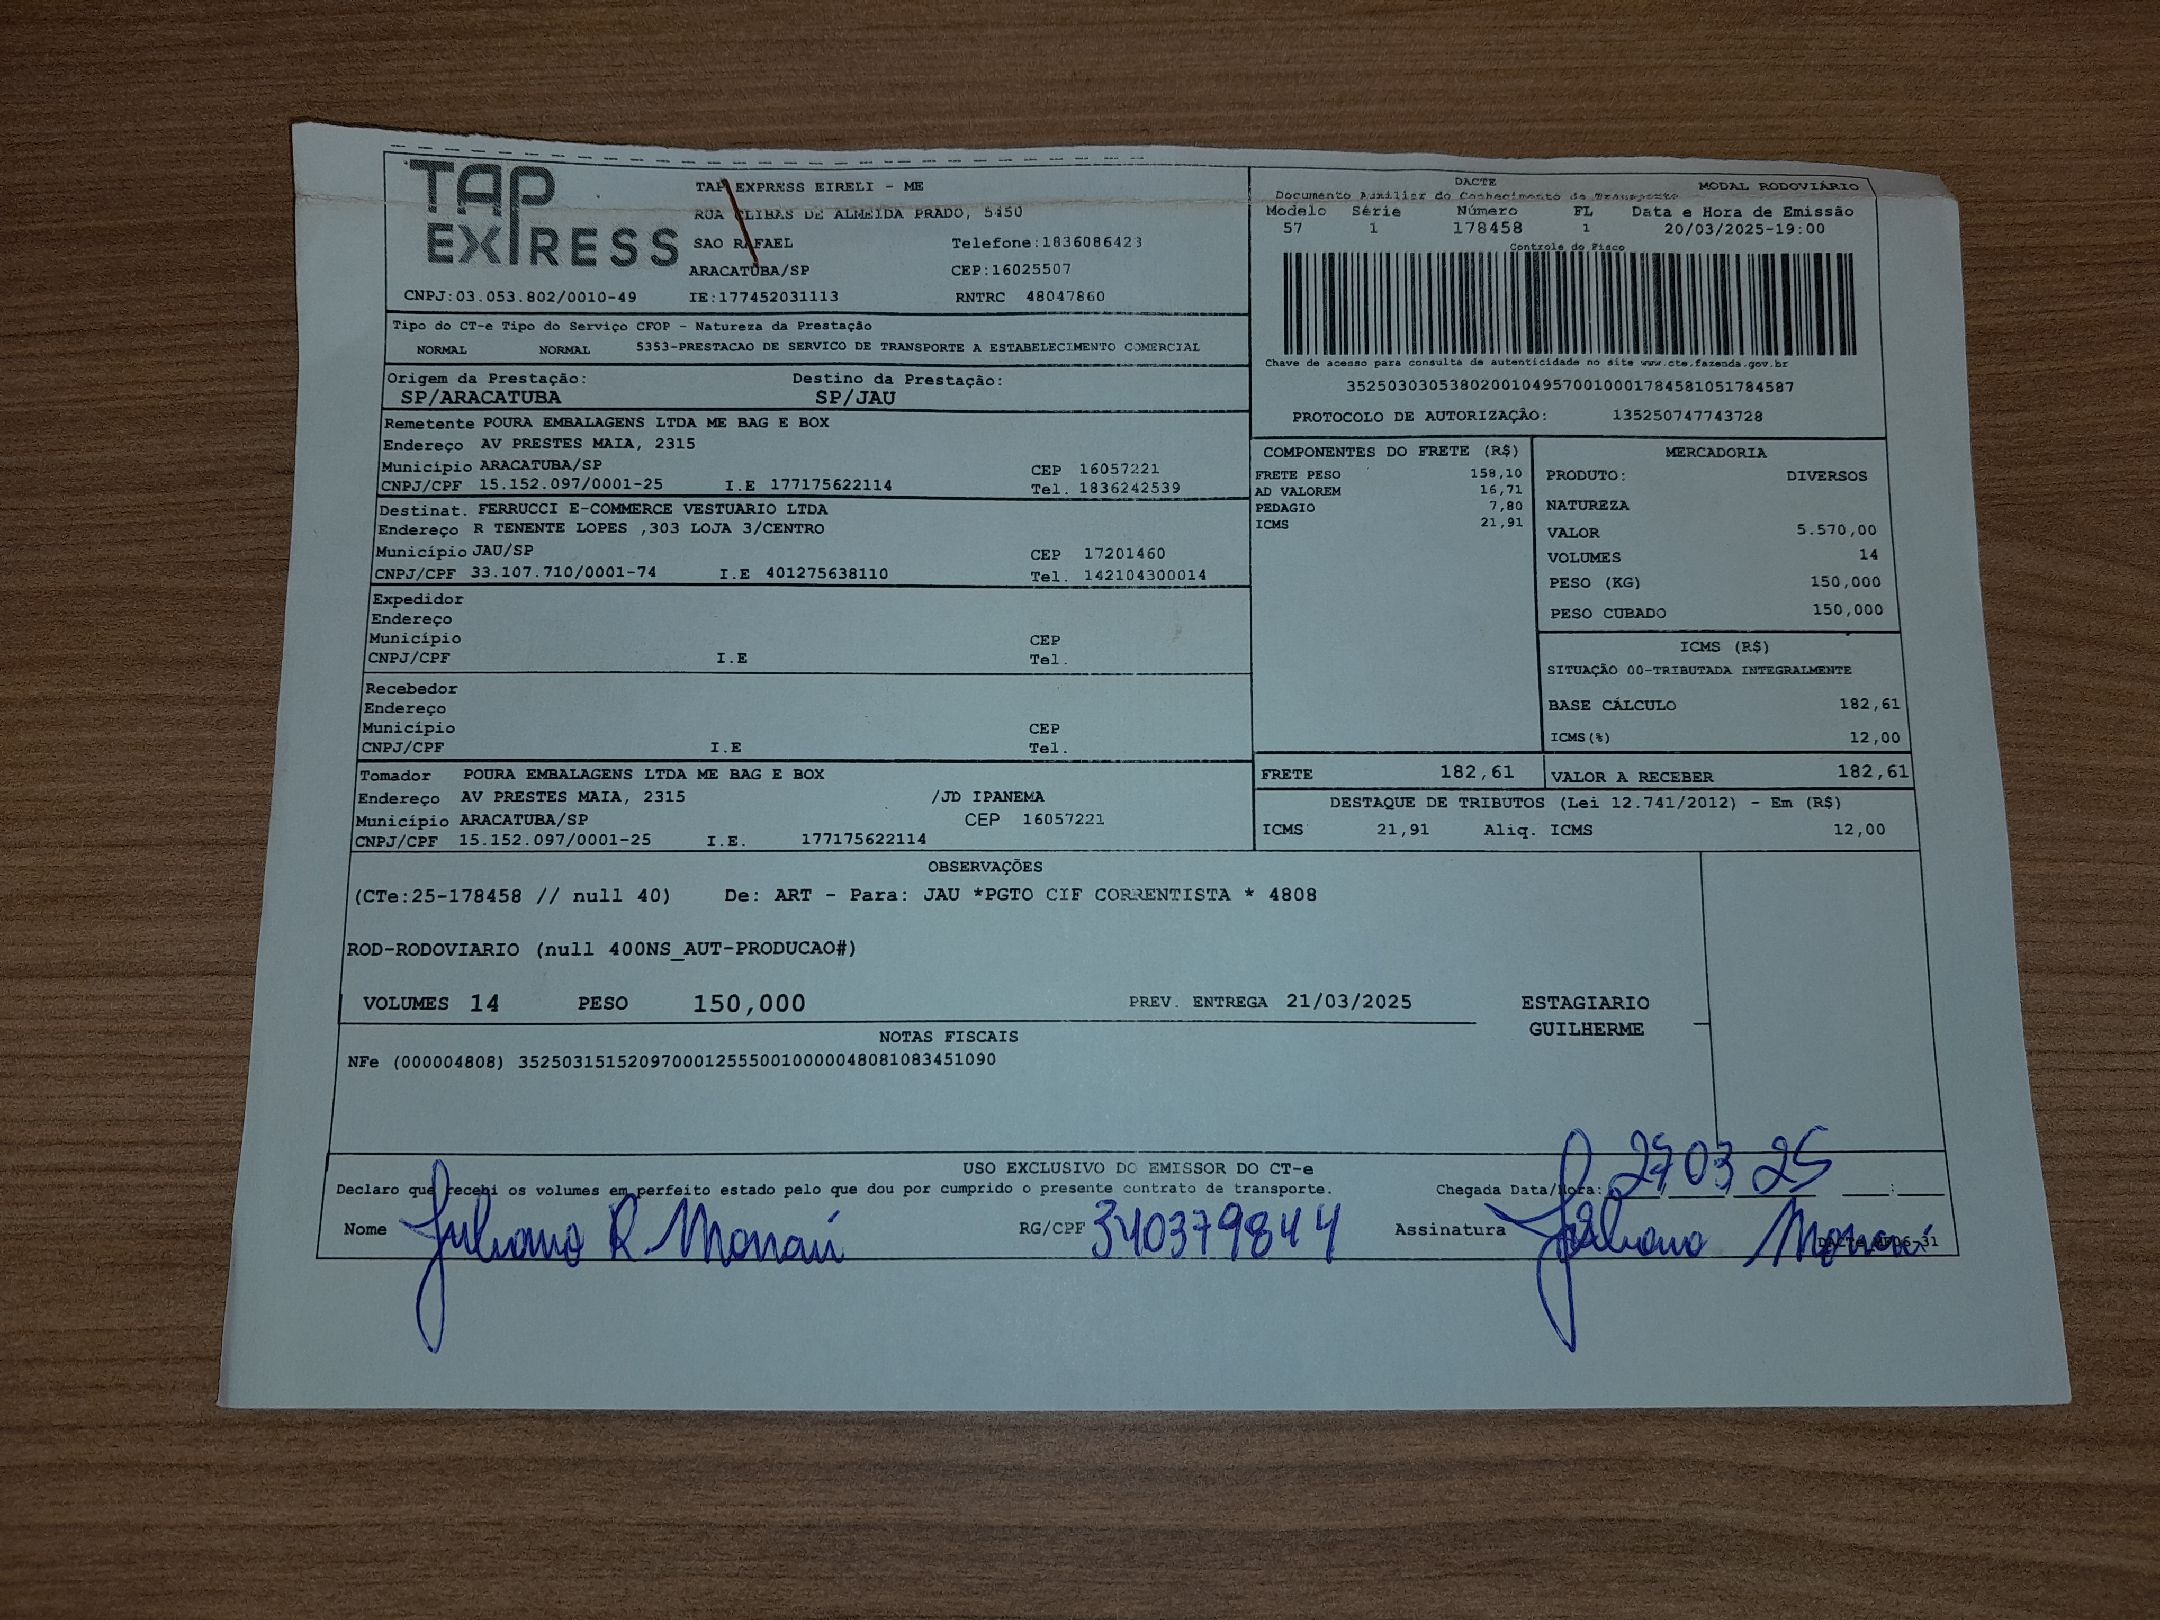 TAP EXPRESS
TAP EXPRESS EIRELI - ME
RUA CLIBAS DE ALMEIDA PRADO, 5450
SAO RAFAEL Telefone:1836086423
ARACATUBA/SP CEP:16025507
CNPJ:03.053.802/0010-49 IE:177452031113 RNTRC 48047860
DACTE MODAL RODOVIÁRIO
Documento Auxiliar do Conhecimento de Transporte
Modelo Série Número FL Data e Hora de Emissão
57 1 178458 1 20/03/2025-19:00
Controle do Fisco
Chave de acesso para consulta de autenticidade no site www.cte.fazenda.gov.br
35250303053802001049570010001784581051784587
PROTOCOLO DE AUTORIZAÇÃO: 135250747743728
Tipo do CT-e Tipo do Serviço CFOP - Natureza da Prestação
NORMAL NORMAL 5353-PRESTACAO DE SERVICO DE TRANSPORTE A ESTABELECIMENTO COMERCIAL
Origem da Prestação: Destino da Prestação:
SP/ARACATUBA SP/JAU
Remetente POURA EMBALAGENS LTDA ME BAG E BOX
Endereço AV PRESTES MAIA, 2315
Município ARACATUBA/SP CEP 16057221
CNPJ/CPF 15.152.097/0001-25 I.E 177175622114 Tel. 1836242539
Destinat. FERRUCCI E-COMMERCE VESTUARIO LTDA
Endereço R TENENTE LOPES ,303 LOJA 3/CENTRO
Município JAU/SP CEP 17201460
CNPJ/CPF 33.107.710/0001-74 I.E 401275638110 Tel. 142104300014
Expedidor
Endereço
Município CEP
CNPJ/CPF I.E Tel.
Recebedor
Endereço
Município CEP
CNPJ/CPF I.E Tel.
Tomador POURA EMBALAGENS LTDA ME BAG E BOX
Endereço AV PRESTES MAIA, 2315 /JD IPANEMA
Município ARACATUBA/SP CEP 16057221
CNPJ/CPF 15.152.097/0001-25 I.E. 177175622114
COMPONENTES DO FRETE (R$)
FRETE PESO 158,10
AD VALOREM 16,71
PEDAGIO 7,80
ICMS 21,91
MERCADORIA
PRODUTO: DIVERSOS
NATUREZA
VALOR 5.570,00
VOLUMES 14
PESO (KG) 150,000
PESO CUBADO 150,000
ICMS (R$)
SITUAÇÃO 00-TRIBUTADA INTEGRALMENTE
BASE CÁLCULO 182,61
ICMS(%) 12,00
FRETE 182,61 VALOR A RECEBER 182,61
DESTAQUE DE TRIBUTOS (Lei 12.741/2012) - Em (R$)
ICMS 21,91 Aliq. ICMS 12,00
OBSERVAÇÕES
(CTe:25-178458 // null 40) De: ART - Para: JAU *PGTO CIF CORRENTISTA * 4808
ROD-RODOVIARIO (null 400NS_AUT-PRODUCAO#)
VOLUMES 14 PESO 150,000 PREV. ENTREGA 21/03/2025 ESTAGIARIO
GUILHERME
NOTAS FISCAIS
NFe (000004808) 35250315152097000125550010000048081083451090
USO EXCLUSIVO DO EMISSOR DO CT-e
Declaro que recebi os volumes em perfeito estado pelo que dou por cumprido o presente contrato de transporte. Chegada Data/Hora: 27 03 25
Nome Juliano R. Monari RG/CPF 340379844 Assinatura Juliano Monari